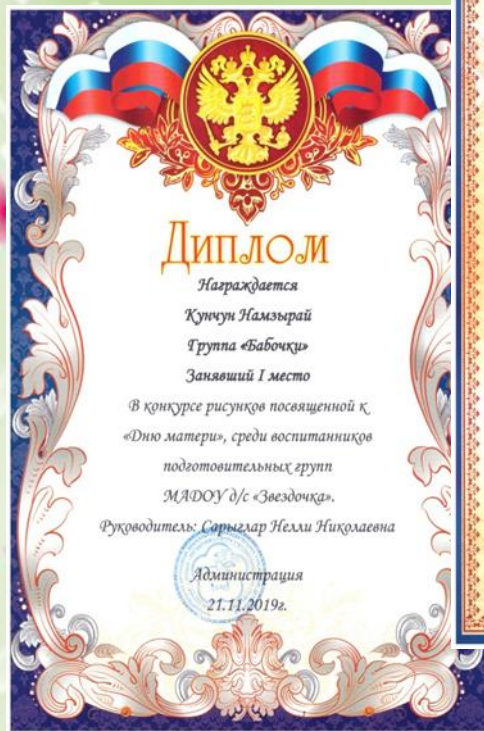 Диплом
Награждается
Кунчун Намзырай
Группа «Бабочки»
Занявший I место
В конкурсе рисунков посвященной к
«Дню матери», среди воспитанников
подготовительных групп
МАДОУ д/с «Звездочка».
Руководитель: Сарыглар Нелли Николаевна
Администрация
21.11.2019г.